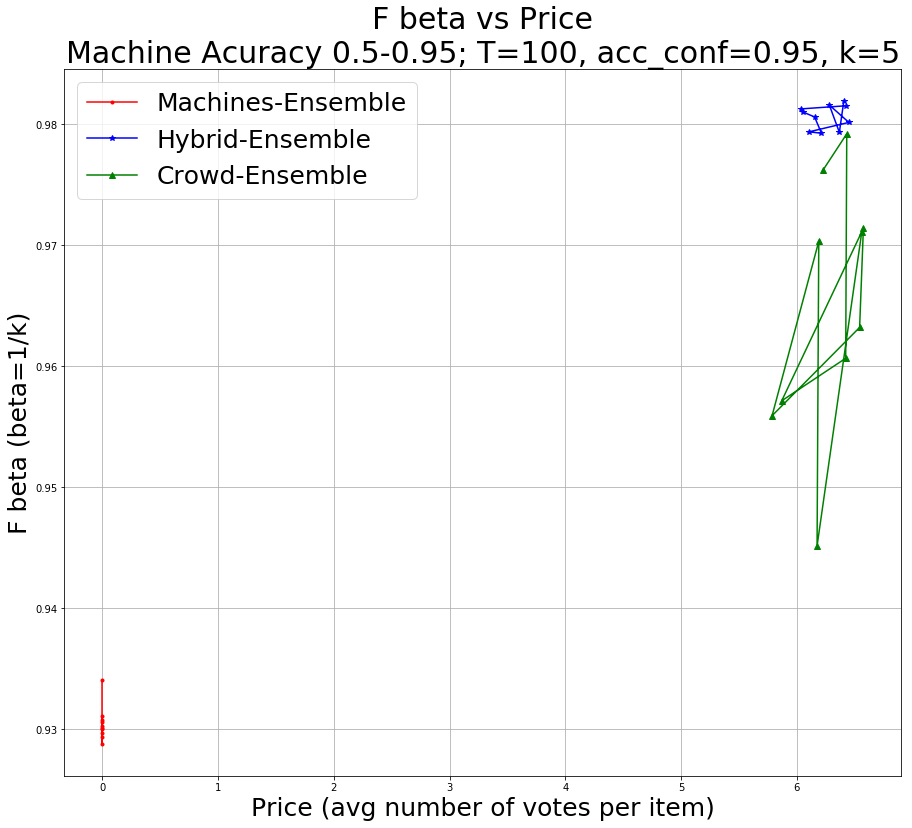 F beta vs Price
Machine Acuracy 0.5-0.95; T=100, acc_conf=0.95, k=5
Machines-Ensemble
Hybrid-Ensemble
Crowd-Ensemble
F beta (beta=1/k)
0.98
0.97
0.96
0.95
0.94
0.93
0 1 2 3 4 5 6
Price (avg number of votes per item)